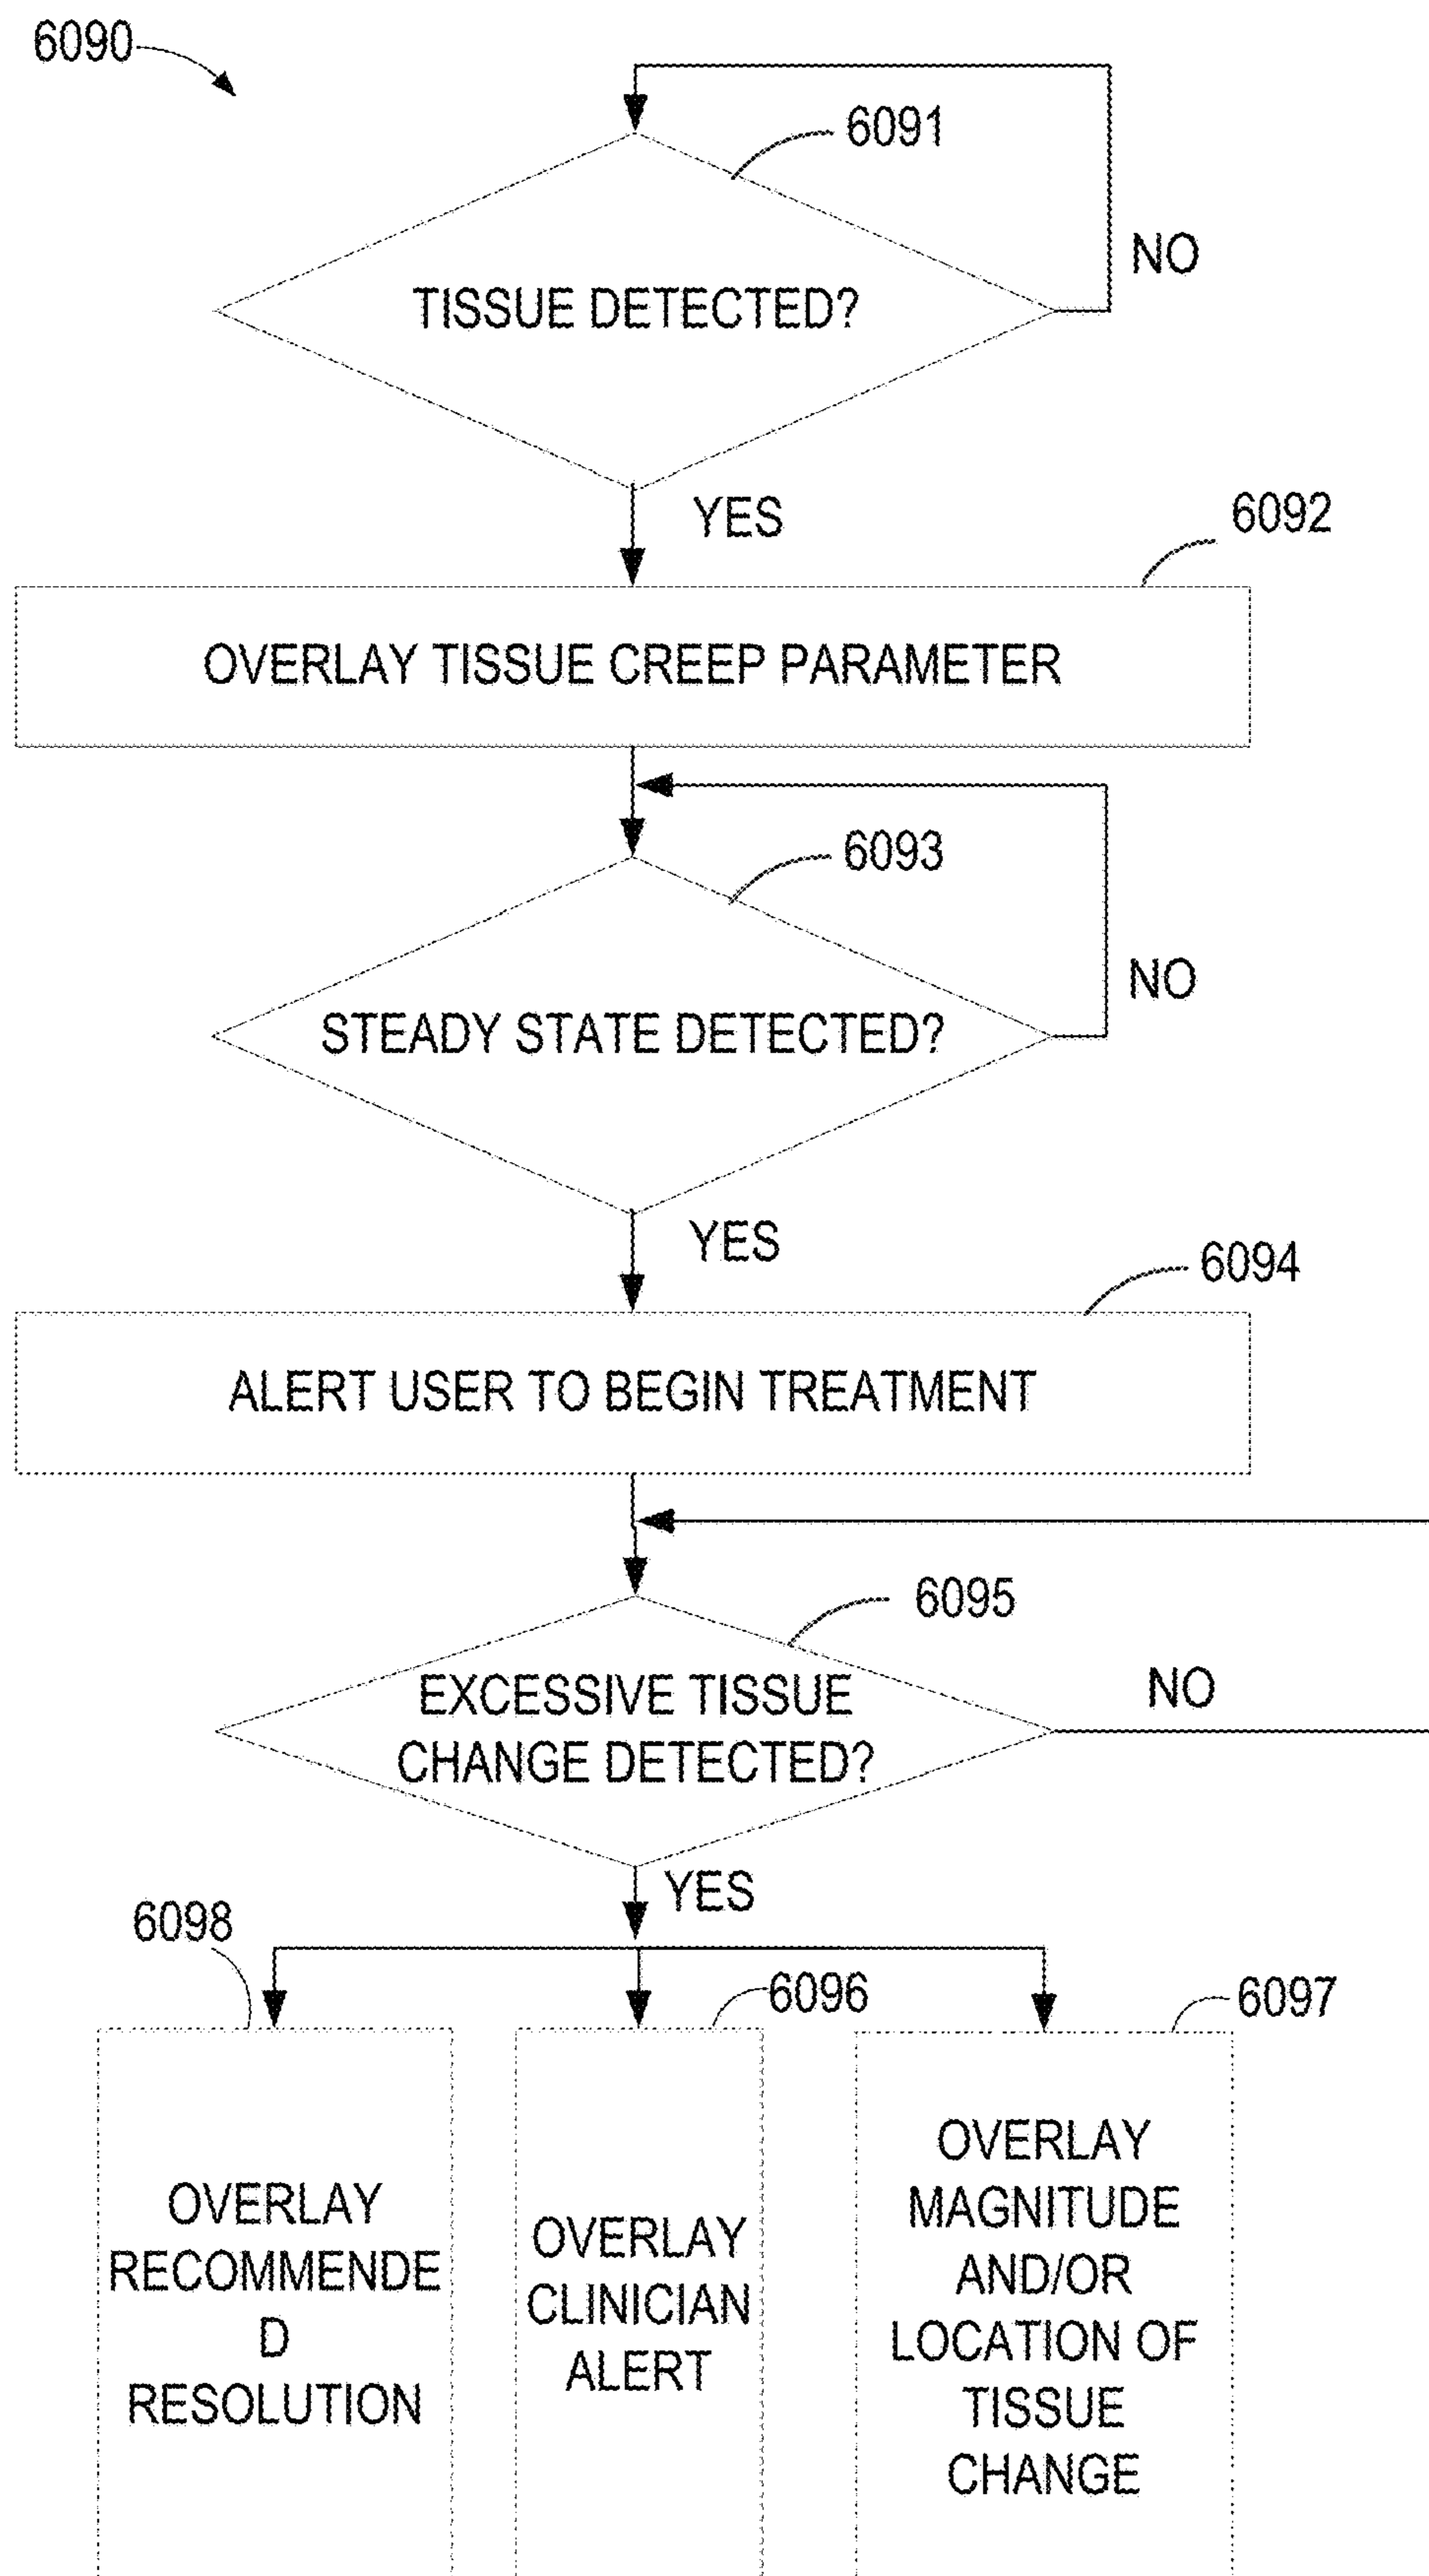 6090
6091
NO
TISSUE DETECTED?
YES
6092
OVERLAY TISSUE CREEP PARAMETER
6093
NO
STEADY STATE DETECTED?
YES
6094
ALERT USER TO BEGIN TREATMENT
6095
NO
EXCESSIVE TISSUE
CHANGE DETECTED?
YES
6098
6096
6097
OVERLAY
RECOMMENDE
D
RESOLUTION
OVERLAY
CLINICIAN
ALERT
OVERLAY
MAGNITUDE
AND/OR
LOCATION OF
TISSUE
CHANGE